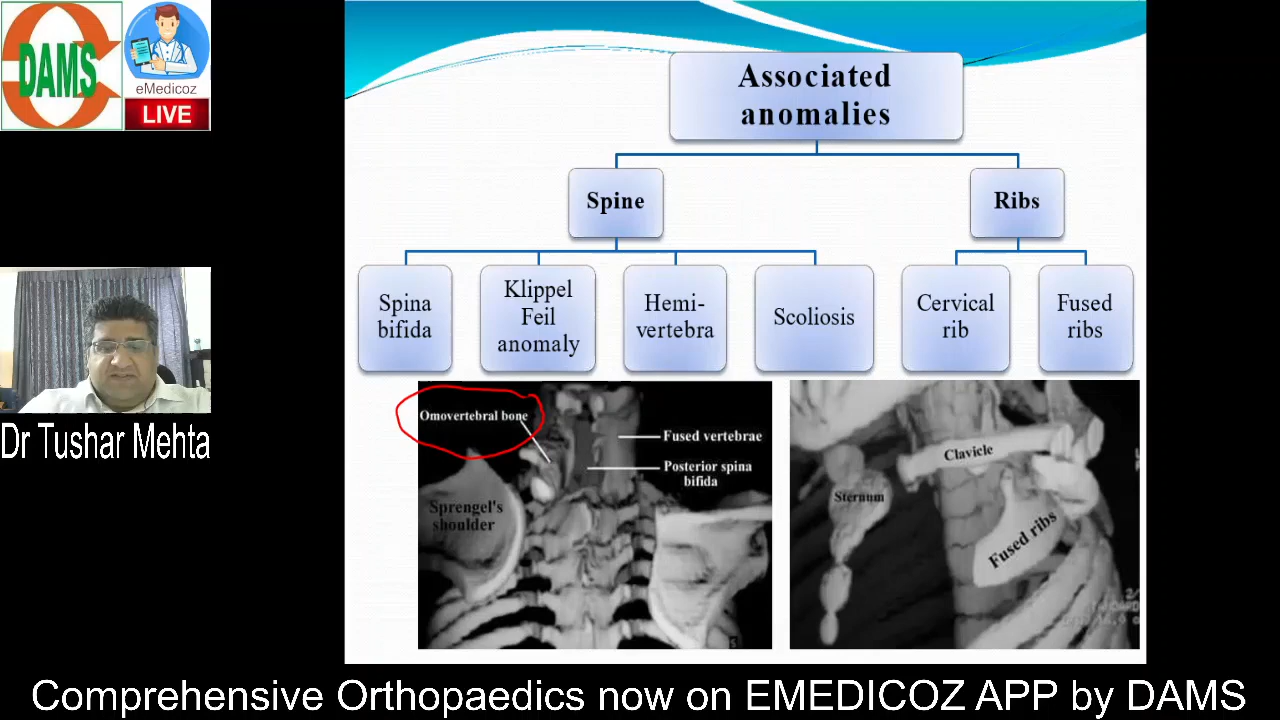 DAMS
eMedicoz
LIVE
Dr Tushar Mehta
Associated
anomalies
Spine
Ribs
Spina
bifida
Klippel
Feil
anomaly
Hemi-
vertebra
Scoliosis
Cervical
rib
Fused
ribs
Omovertebral bone
Fused vertebrae
Posterior spina
bifida
Sprengel's
shoulder
Clavicle
Sternum
Fused ribs
Comprehensive Orthopaedics now on EMEDICOZ APP by DAMS